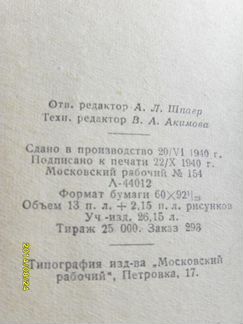 Отв. редактор А. Л. Шпаер
Техн. редактор В. А. Акимова
Сдано в производство 20/VI 1940 г.
Подписано к печати 22/X 1940 г.
Московский рабочий № 154
Л-44012
Формат бумаги 60×92¹/
Объем 13 п. л. + 2,15 п. л. рисунков
Уч.-изд. 26,15 л.
Тираж 25 000. Заказ 293
Типография изд-ва „Московский
рабочий", Петровка, 17.